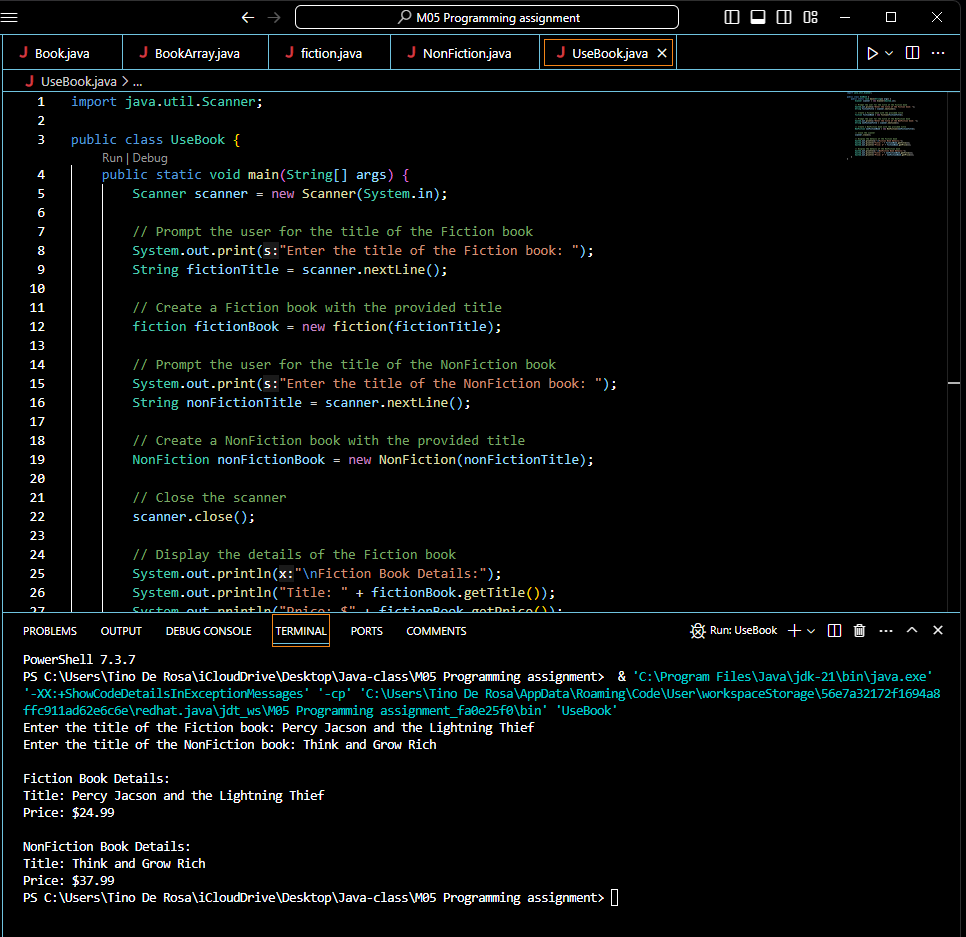 M05 Programming assignment
J Book.java J BookArray.java J fiction.java J NonFiction.java J UseBook.java
J UseBook.java > ...
1 import java.util.Scanner;
2
3 public class UseBook {
Run | Debug
4 public static void main(String[] args) {
5 Scanner scanner = new Scanner(System.in);
6
7 // Prompt the user for the title of the Fiction book
8 System.out.print(s:"Enter the title of the Fiction book: ");
9 String fictionTitle = scanner.nextLine();
10
11 // Create a Fiction book with the provided title
12 fiction fictionBook = new fiction(fictionTitle);
13
14 // Prompt the user for the title of the NonFiction book
15 System.out.print(s:"Enter the title of the NonFiction book: ");
16 String nonFictionTitle = scanner.nextLine();
17
18 // Create a NonFiction book with the provided title
19 NonFiction nonFictionBook = new NonFiction(nonFictionTitle);
20
21 // Close the scanner
22 scanner.close();
23
24 // Display the details of the Fiction book
25 System.out.println(x:"\nFiction Book Details:");
26 System.out.println("Title: " + fictionBook.getTitle());
27 System.out.println("Price: $" + fictionBook.getPrice());
PROBLEMS OUTPUT DEBUG CONSOLE TERMINAL PORTS COMMENTS Run: UseBook
PowerShell 7.3.7
PS C:\Users\Tino De Rosa\iCloudDrive\Desktop\Java-class\M05 Programming assignment> & 'C:\Program Files\Java\jdk-21\bin\java.exe'
'-XX:+ShowCodeDetailsInExceptionMessages' '-cp' 'C:\Users\Tino De Rosa\AppData\Roaming\Code\User\workspaceStorage\56e7a32172f1694a8
ffc911ad62e6c6e\redhat.java\jdt_ws\M05 Programming assignment_fa0e25f0\bin' 'UseBook'
Enter the title of the Fiction book: Percy Jacson and the Lightning Thief
Enter the title of the NonFiction book: Think and Grow Rich
Fiction Book Details:
Title: Percy Jacson and the Lightning Thief
Price: $24.99
NonFiction Book Details:
Title: Think and Grow Rich
Price: $37.99
PS C:\Users\Tino De Rosa\iCloudDrive\Desktop\Java-class\M05 Programming assignment>